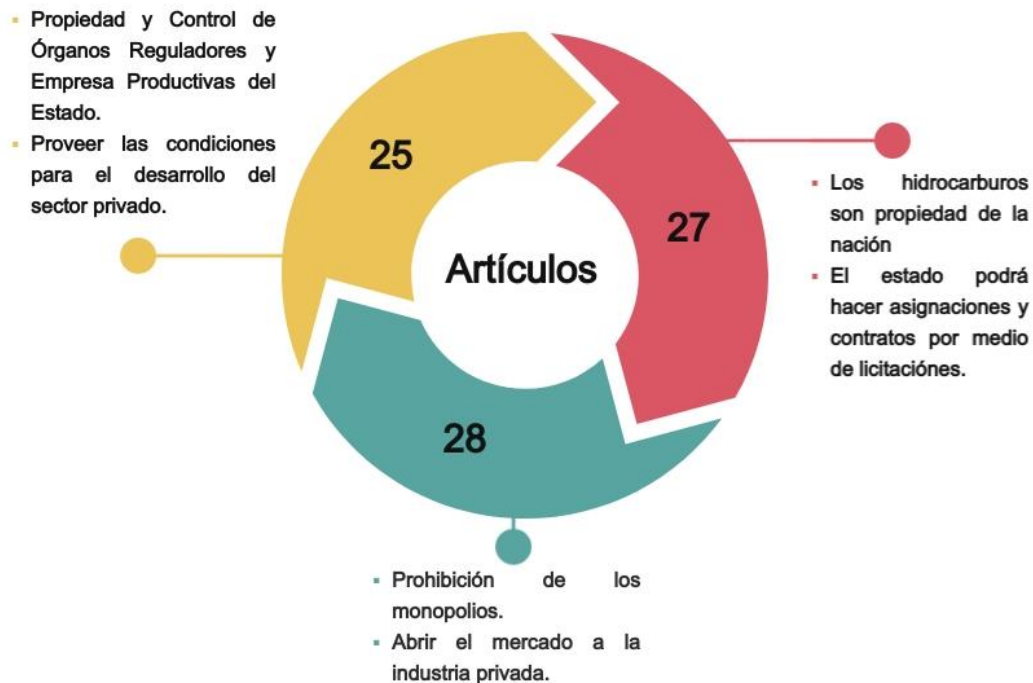 Propiedad y Control de
Órganos Reguladores y
Empresa Productivas del
Estado.
Proveer las condiciones
para el desarrollo del
sector privado.
25
27
Los hidrocarburos
son propiedad de la
nación
El estado podrá
hacer asignaciones y
contratos por medio
de licitaciónes.
Artículos
28
Prohibición de los
monopolios.
Abrir el mercado a la
industria privada.